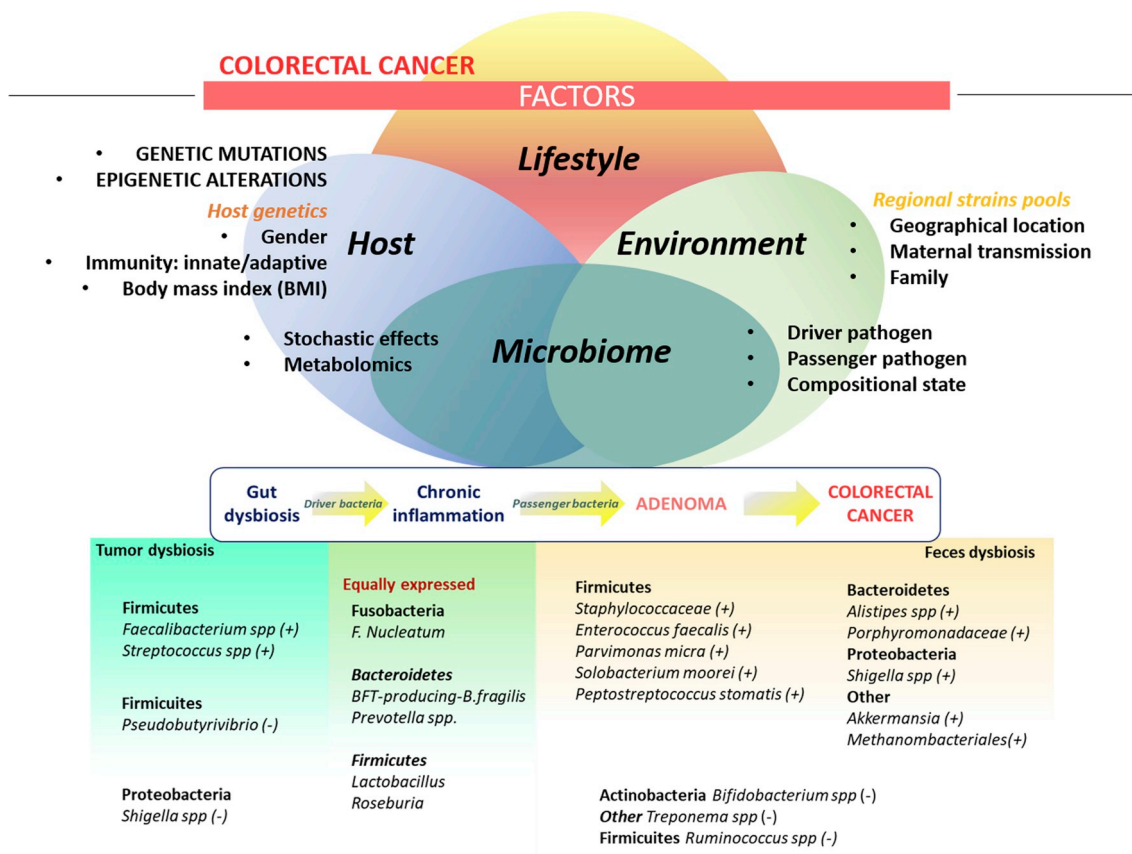 COLORECTAL CANCER
FACTORS
Lifestyle
• GENETIC MUTATIONS
• EPIGENETIC ALTERATIONS
Host genetics
• Gender
• Immunity: innate/adaptive
• Body mass index (BMI)
Host
Environment
Regional strains pools
• Geographical location
• Maternal transmission
• Family
• Stochastic effects
• Metabolomics
Microbiome
• Driver pathogen
• Passenger pathogen
• Compositional state
Gut
dysbiosis
Driver bacteria
Chronic
inflammation
Passenger bacteria
ADENOMA
COLORECTAL
CANCER
Tumor dysbiosis
Firmicutes
Faecalibacterium spp (+)
Streptococcus spp (+)
Firmicuites
Pseudobutyrivibrio (-)
Proteobacteria
Shigella spp (-)
Equally expressed
Fusobacteria
F. Nucleatum
Bacteroidetes
BFT-producing-B.fragilis
Prevotella spp.
Firmicutes
Lactobacillus
Roseburia
Feces dysbiosis
Firmicutes
Staphylococcaceae (+)
Enterococcus faecalis (+)
Parvimonas micra (+)
Solobacterium moorei (+)
Peptostreptococcus stomatis (+)
Bacteroidetes
Alistipes spp (+)
Porphyromonadaceae (+)
Proteobacteria
Shigella spp (+)
Other
Akkermansia (+)
Methanombacteriales(+)
Actinobacteria Bifidobacterium spp (-)
Other Treponema spp (-)
Firmicuites Ruminococcus spp (-)